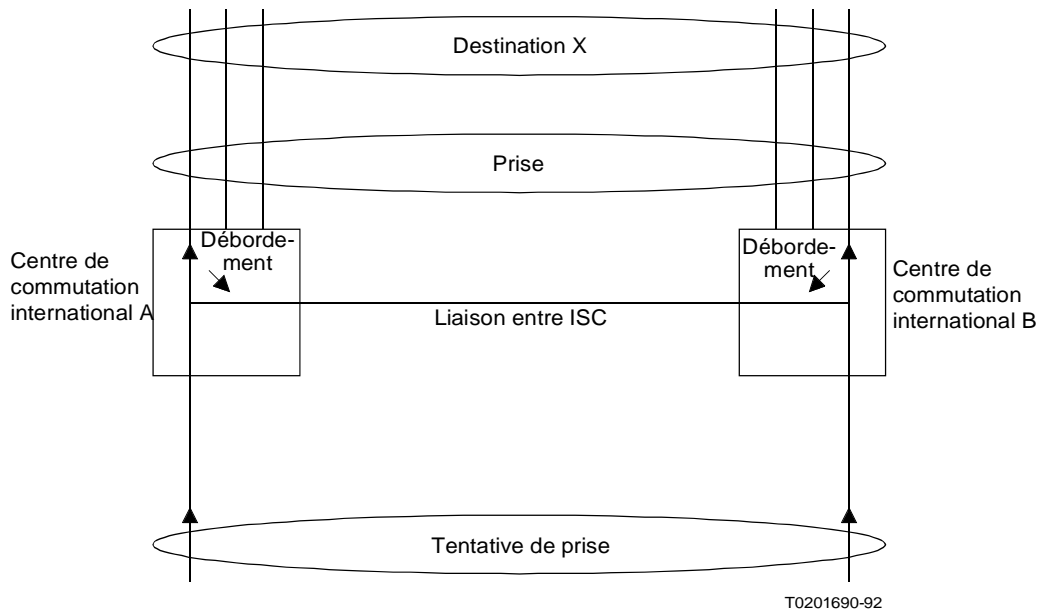 Destination X
Prise
Déborde-
ment
Déborde-
ment
Centre de
commutation
international A
Centre de
commutation
international B
Liaison entre ISC
Tentative de prise
T0201690-92